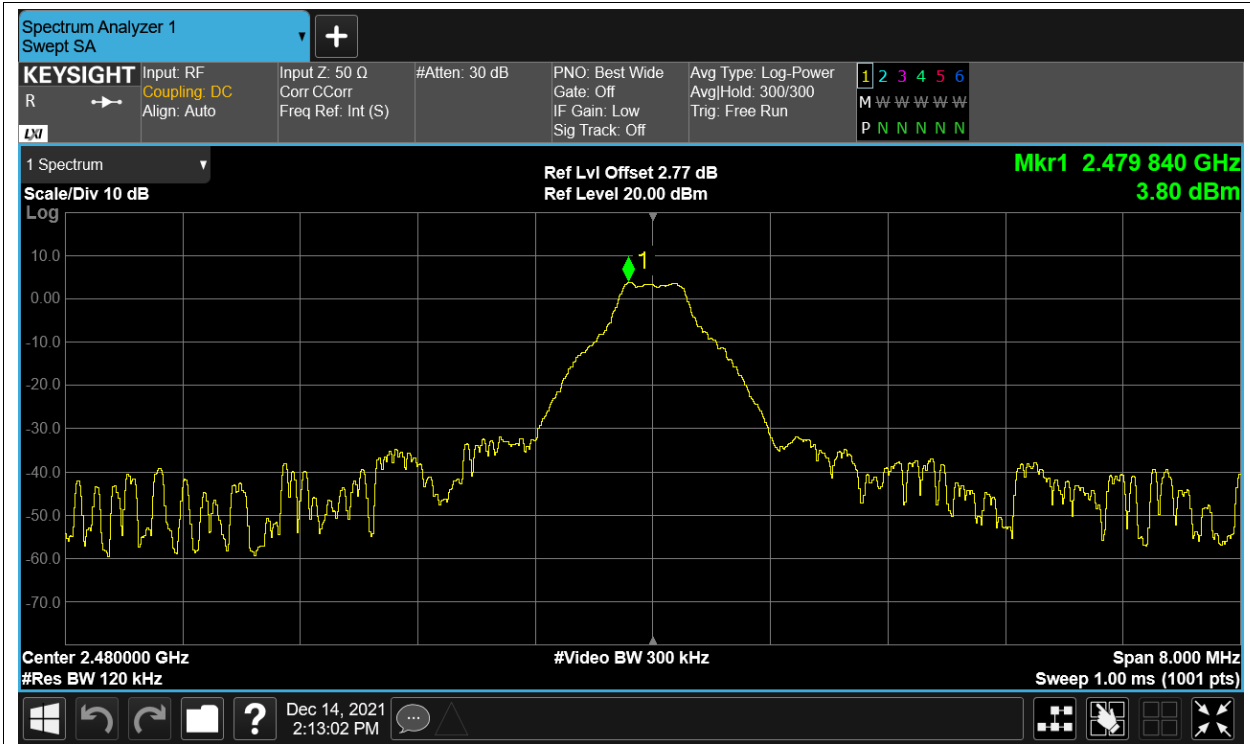 Spectrum Analyzer 1
Swept SA
KEYSIGHT
R
LXI
Input: RF
Coupling: DC
Align: Auto
Input Z: 50 Ω
Corr CCorr
Freq Ref: Int (S)
#Atten: 30 dB
PNO: Best Wide
Gate: Off
IF Gain: Low
Sig Track: Off
Avg Type: Log-Power
Avg|Hold: 300/300
Trig: Free Run
1 2 3 4 5 6
M W W W W W
P N N N N N
1 Spectrum
Scale/Div 10 dB
Log
Ref Lvl Offset 2.77 dB
Ref Level 20.00 dBm
Mkr1 2.479 840 GHz
3.80 dBm
1
10.0
0.00
-10.0
-20.0
-30.0
-40.0
-50.0
-60.0
-70.0
Center 2.480000 GHz
#Res BW 120 kHz
#Video BW 300 kHz
Span 8.000 MHz
Sweep 1.00 ms (1001 pts)
?
Dec 14, 2021
2:13:02 PM